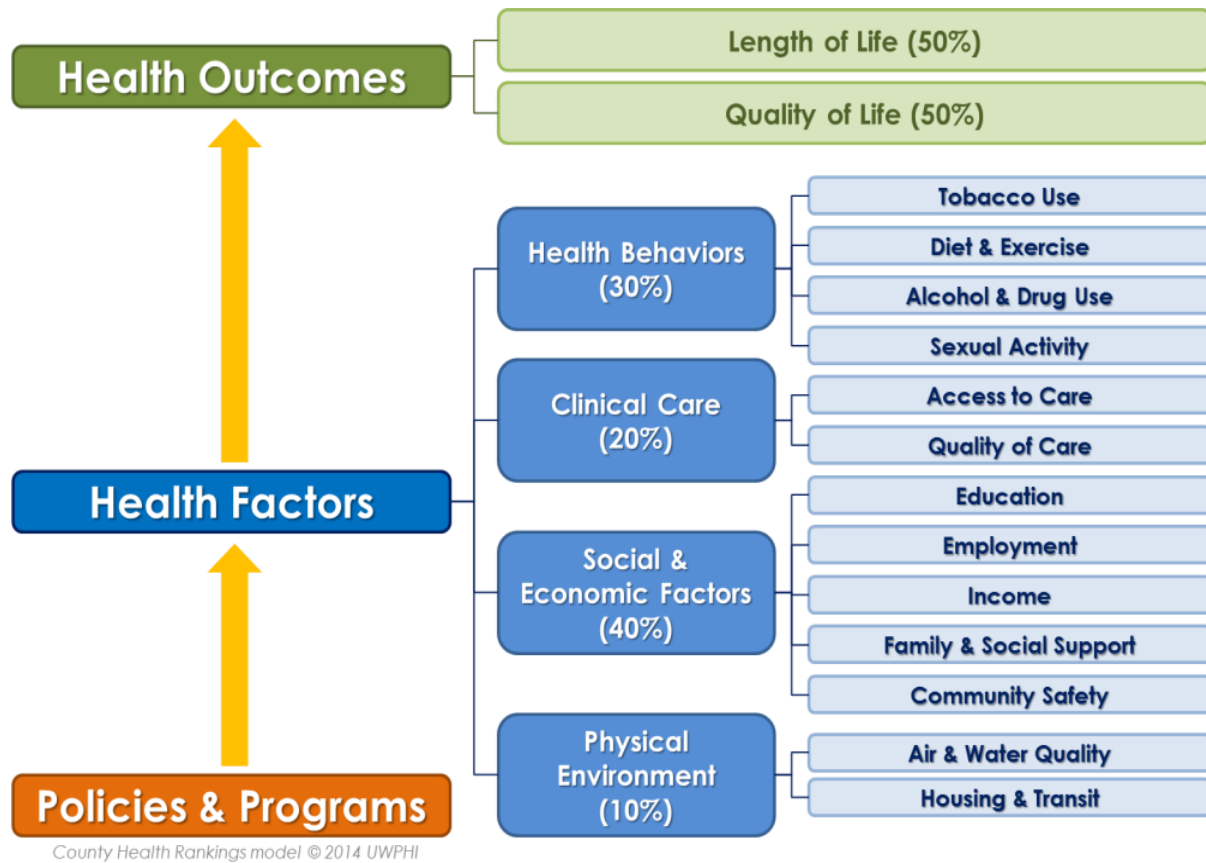 Health Outcomes
Length of Life (50%)
Quality of Life (50%)
Health Factors
Health Behaviors
(30%)
Tobacco Use
Diet & Exercise
Alcohol & Drug Use
Sexual Activity
Clinical Care
(20%)
Access to Care
Quality of Care
Social &
Economic Factors
(40%)
Education
Employment
Income
Family & Social Support
Community Safety
Physical
Environment
(10%)
Air & Water Quality
Housing & Transit
Policies & Programs
County Health Rankings model © 2014 UWPHI